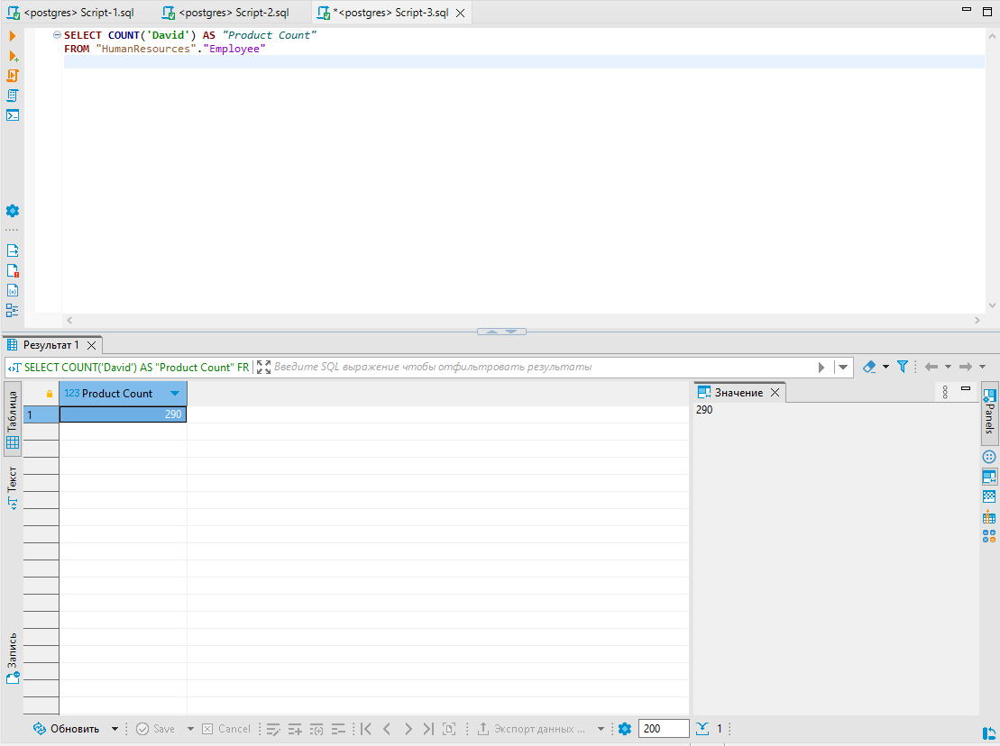 <postgres> Script-1.sql
<postgres> Script-2.sql
*<postgres> Script-3.sql
SELECT COUNT('David') AS "Product Count"
FROM "HumanResources"."Employee"
Результат 1
SELECT COUNT('David') AS "Product Count" FR
Введите SQL выражение чтобы отфильтровать результаты
Таблица
Текст
Запись
123 Product Count
1
290
Значение
290
Panels
Обновить
Save
Cancel
Экспорт данных ...
200
1